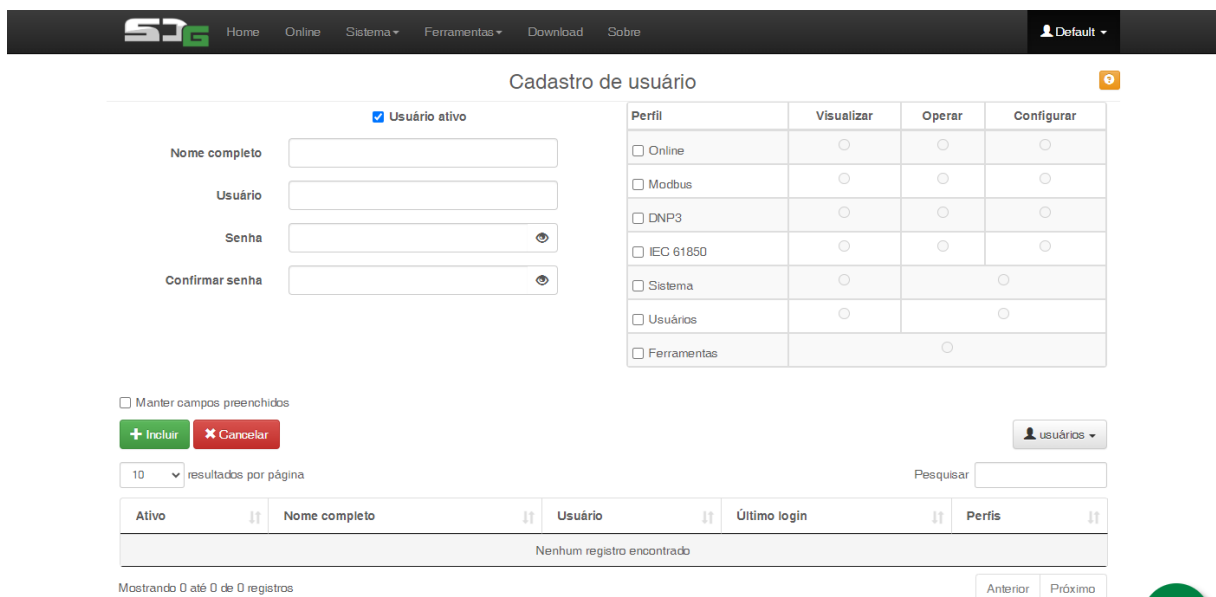 SDG Home Online Sistema Ferramentas Download Sobre Default
Cadastro de usuário
Usuário ativo
Nome completo
Usuário
Senha
Confirmar senha
Perfil Visualizar Operar Configurar
Online
Modbus
DNP3
IEC 61850
Sistema
Usuários
Ferramentas
Manter campos preenchidos
Incluir Cancelar usuários
10 resultados por página Pesquisar
Ativo Nome completo Usuário Último login Perfis
Nenhum registro encontrado
Mostrando 0 até 0 de 0 registros Anterior Próximo